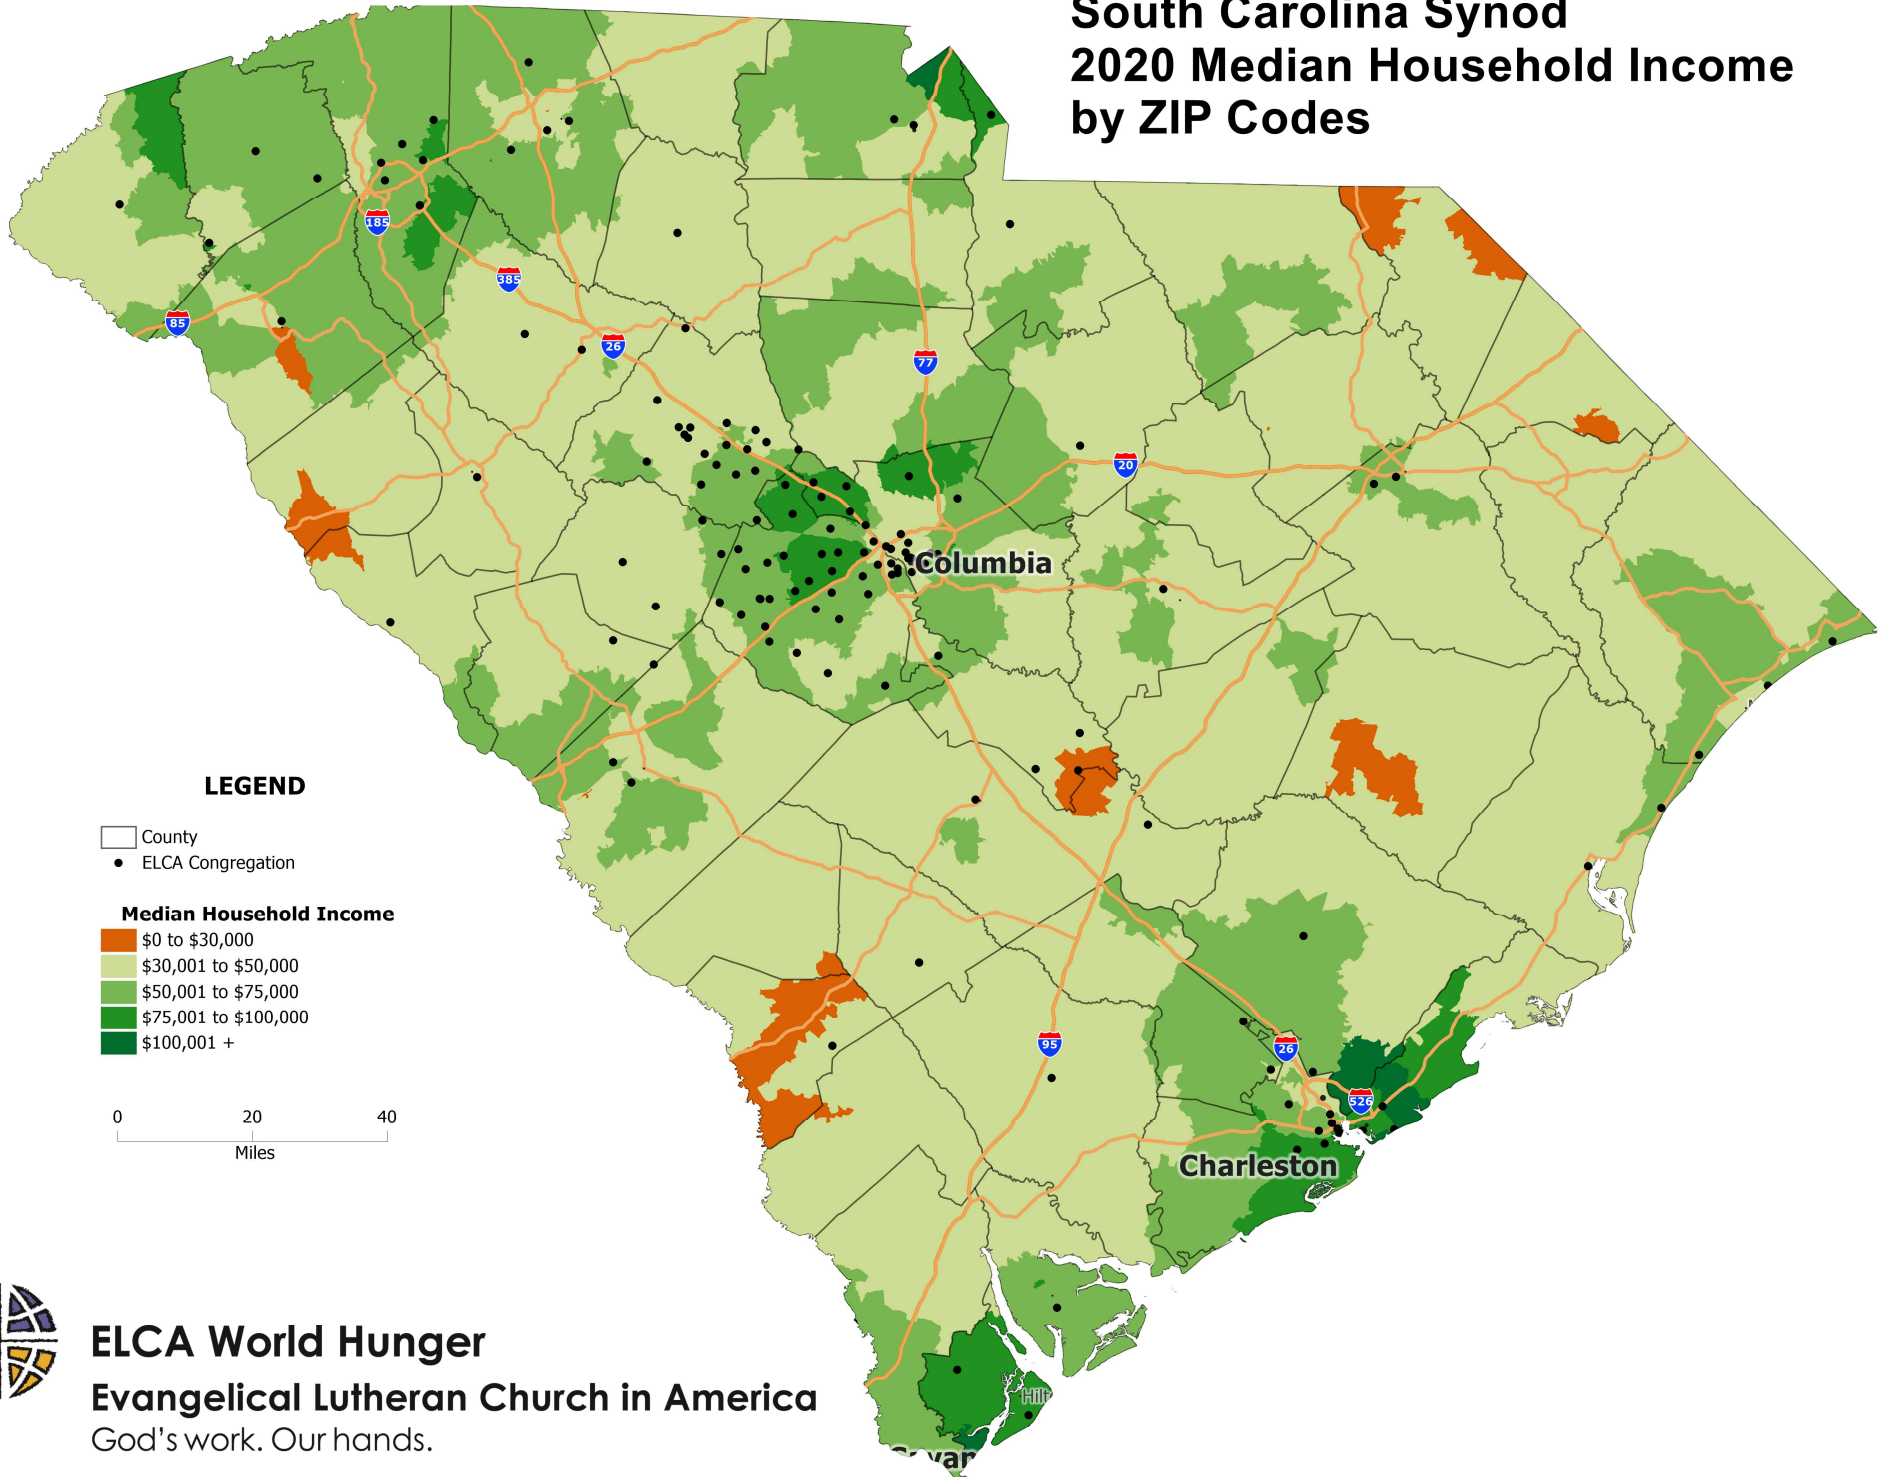 South Carolina Synod
2020 Median Household Income
by ZIP Codes
185
385
85
26
77
20
Columbia
LEGEND
County
ELCA Congregation
Median Household Income
$0 to $30,000
$30,001 to $50,000
$50,001 to $75,000
$75,001 to $100,000
$100,001 +
95
26
526
0 20 40
Miles
Charleston
Hilt
ELCA World Hunger
Evangelical Lutheran Church in America
God's work. Our hands.